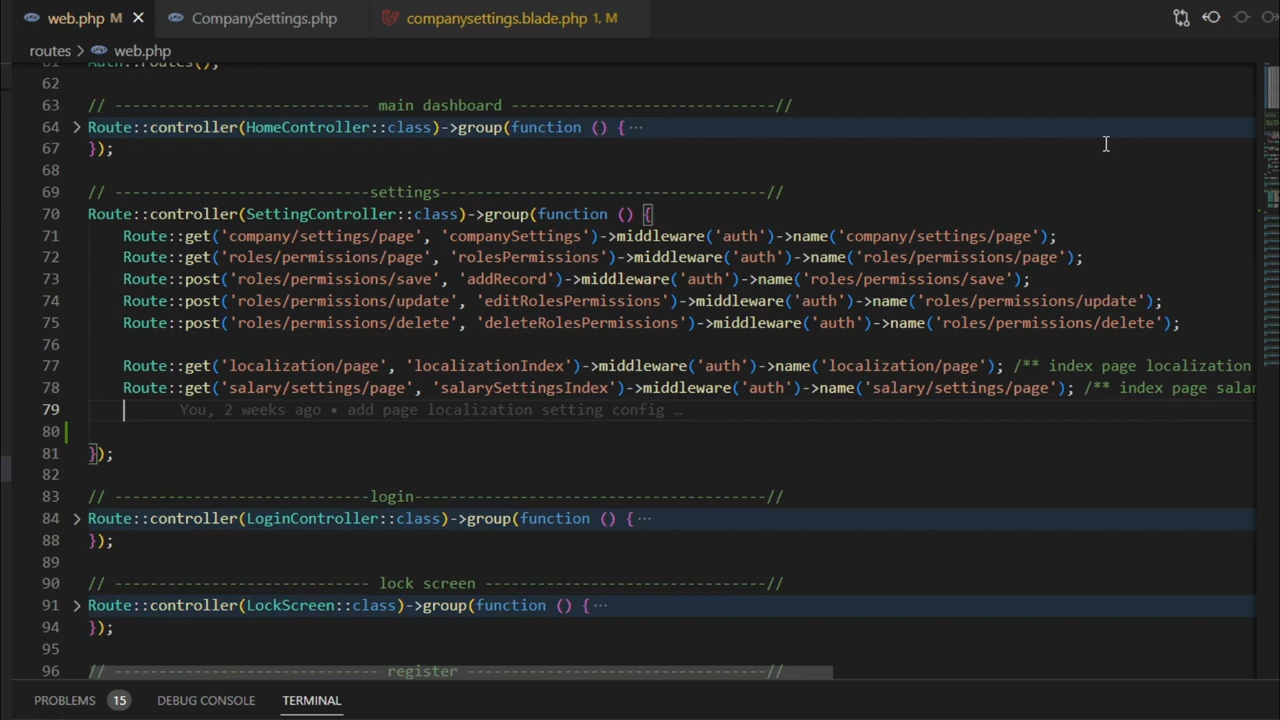 web.php M
CompanySettings.php
companysettings.blade.php 1, M
routes > web.php
61 Auth::routes();
62
63 // ----------------------------- main dashboard ------------------------------//
64 Route::controller(HomeController::class)->group(function () { ...
67 });
68
69 // -----------------------------settings-------------------------------------//
70 Route::controller(SettingController::class)->group(function () {
71 Route::get('company/settings/page', 'companySettings')->middleware('auth')->name('company/settings/page');
72 Route::get('roles/permissions/page', 'rolesPermissions')->middleware('auth')->name('roles/permissions/page');
73 Route::post('roles/permissions/save', 'addRecord')->middleware('auth')->name('roles/permissions/save');
74 Route::post('roles/permissions/update', 'editRolesPermissions')->middleware('auth')->name('roles/permissions/update');
75 Route::post('roles/permissions/delete', 'deleteRolesPermissions')->middleware('auth')->name('roles/permissions/delete');
76
77 Route::get('localization/page', 'localizationIndex')->middleware('auth')->name('localization/page'); /** index page localization
78 Route::get('salary/settings/page', 'salarySettingsIndex')->middleware('auth')->name('salary/settings/page'); /** index page salar
79 You, 2 weeks ago • add page localization setting config …
80
81 });
82
83 // -----------------------------login----------------------------------------//
84 Route::controller(LoginController::class)->group(function () { ...
88 });
89
90 // ----------------------------- lock screen --------------------------------//
91 Route::controller(LockScreen::class)->group(function () { ...
94 });
95
96 // ------------------------------ register ----------------------------------//
PROBLEMS 15 DEBUG CONSOLE TERMINAL